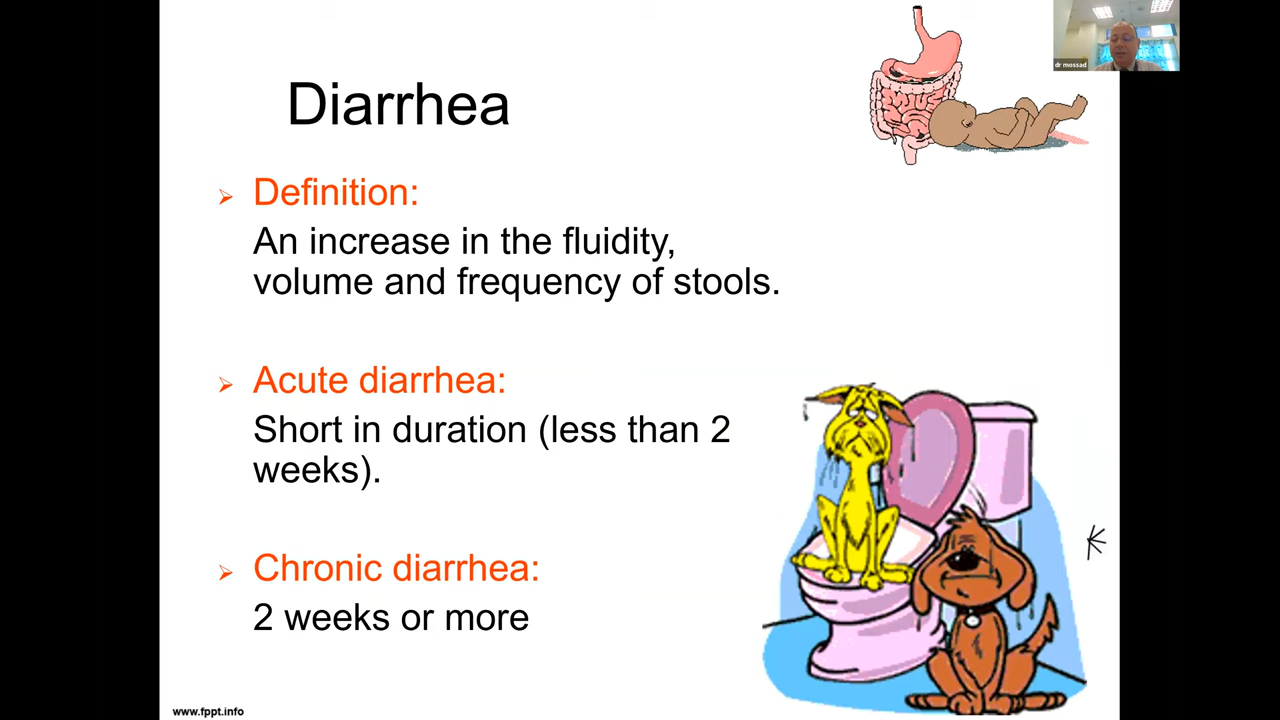 dr mossad
Diarrhea
Definition:
An increase in the fluidity,
volume and frequency of stools.
Acute diarrhea:
Short in duration (less than 2
weeks).
Chronic diarrhea:
2 weeks or more
www.fppt.info